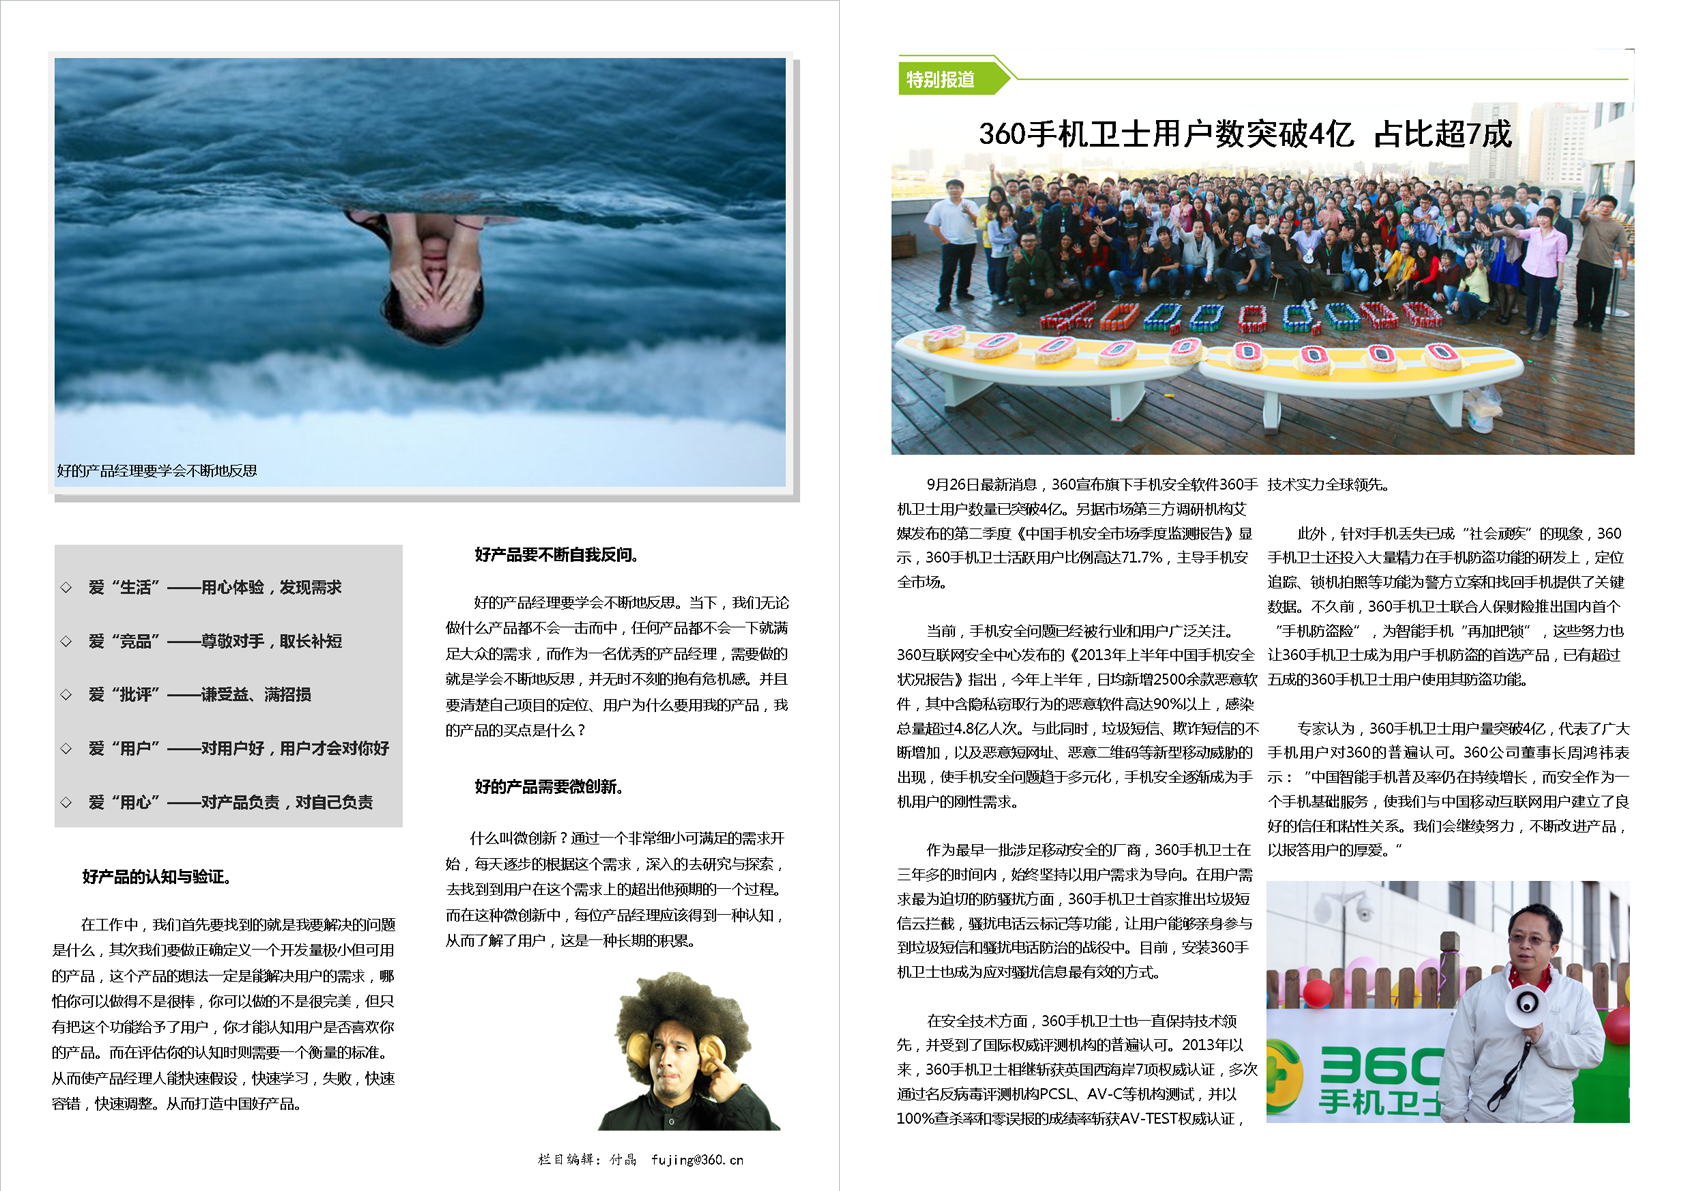 好的产品经理要学会不断地反思
◇ 爱“生活”——用心体验，发现需求
◇ 爱“竞品”——尊敬对手，取长补短
◇ 爱“批评”——谦受益、满招损
◇ 爱“用户”——对用户好，用户才会对你好
◇ 爱“用心”——对产品负责，对自己负责
好产品的认知与验证。
在工作中，我们首先要找到的就是我要解决的问题
是什么，其次我们要做正确定义一个开发量极小但可用
的产品，这个产品的想法一定是能解决用户的需求，哪
怕你可以做得不是很棒，你可以做的不是很完美，但只
有把这个功能给予了用户，你才能认知用户是否喜欢你
的产品。而在评估你的认知时则需要一个衡量的标准。
从而使产品经理人能快速假设，快速学习，失败，快速
容错，快速调整。从而打造中国好产品。
好产品要不断自我反问。
好的产品经理要学会不断地反思。当下，我们无论
做什么产品都不会一击而中，任何产品都不会一下就满
足大众的需求，而作为一名优秀的产品经理，需要做的
就是学会不断地反思，并无时不刻的抱有危机感。并且
要清楚自己项目的定位、用户为什么要用我的产品，我
的产品的买点是什么？
好的产品需要微创新。
什么叫微创新？通过一个非常细小可满足的需求开
始，每天逐步的根据这个需求，深入的去研究与探索，
去找到到用户在这个需求上的超出他预期的一个过程。
而在这种微创新中，每位产品经理应该得到一种认知，
从而了解了用户，这是一种长期的积累。
栏目编辑：付晶 fujing@360.cn
特别报道
360手机卫士用户数突破4亿 占比超7成
9月26日最新消息，360宣布旗下手机安全软件360手
机卫士用户数量已突破4亿。另据市场第三方调研机构艾
媒发布的第二季度《中国手机安全市场季度监测报告》显
示，360手机卫士活跃用户比例高达71.7%，主导手机安
全市场。
当前，手机安全问题已经被行业和用户广泛关注。
360互联网安全中心发布的《2013年上半年中国手机安全
状况报告》指出，今年上半年，日均新增2500余款恶意软
件，其中含隐私窃取行为的恶意软件高达90%以上，感染
总量超过4.8亿人次。与此同时，垃圾短信、欺诈短信的不
断增加，以及恶意短网址、恶意二维码等新型移动威胁的
出现，使手机安全问题趋于多元化，手机安全逐渐成为手
机用户的刚性需求。
作为最早一批涉足移动安全的厂商，360手机卫士在
三年多的时间内，始终坚持以用户需求为导向。在用户需
求最为迫切的防骚扰方面，360手机卫士首家推出垃圾短
信云拦截，骚扰电话云标记等功能，让用户能够亲身参与
到垃圾短信和骚扰电话防治的战役中。目前，安装360手
机卫士也成为应对骚扰信息最有效的方式。
在安全技术方面，360手机卫士也一直保持技术领
先，并受到了国际权威评测机构的普遍认可。2013年以
来，360手机卫士相继斩获英国西海岸7项权威认证，多次
通过名反病毒评测机构PCSL、AV-C等机构测试，并以
100%查杀率和零误报的成绩率斩获AV-TEST权威认证，
技术实力全球领先。
此外，针对手机丢失已成“社会顽疾”的现象，360
手机卫士还投入大量精力在手机防盗功能的研发上，定位
追踪、锁机拍照等功能为警方立案和找回手机提供了关键
数据。不久前，360手机卫士联合人保财险推出国内首个
“手机防盗险”，为智能手机“再加把锁”，这些努力也
让360手机卫士成为用户手机防盗的首选产品，已有超过
五成的360手机卫士用户使用其防盗功能。
专家认为，360手机卫士用户量突破4亿，代表了广大
手机用户对360的普遍认可。360公司董事长周鸿祎表
示：“中国智能手机普及率仍在持续增长，而安全作为一
个手机基础服务，使我们与中国移动互联网用户建立了良
好的信任和粘性关系。我们会继续努力，不断改进产品，
以报答用户的厚爱。“
360
手机卫士